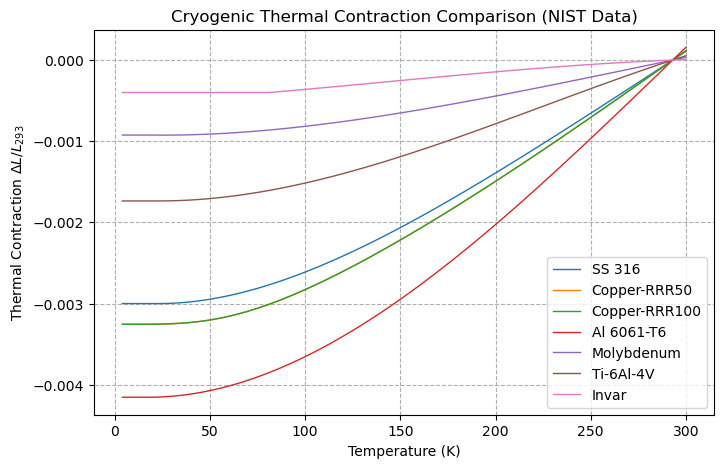 Cryogenic Thermal Contraction Comparison (NIST Data)
Thermal Contraction ΔL/L₂₉₃
0.000
−0.001
−0.002
−0.003
−0.004
SS 316
Copper-RRR50
Copper-RRR100
Al 6061-T6
Molybdenum
Ti-6Al-4V
Invar
0 50 100 150 200 250 300
Temperature (K)